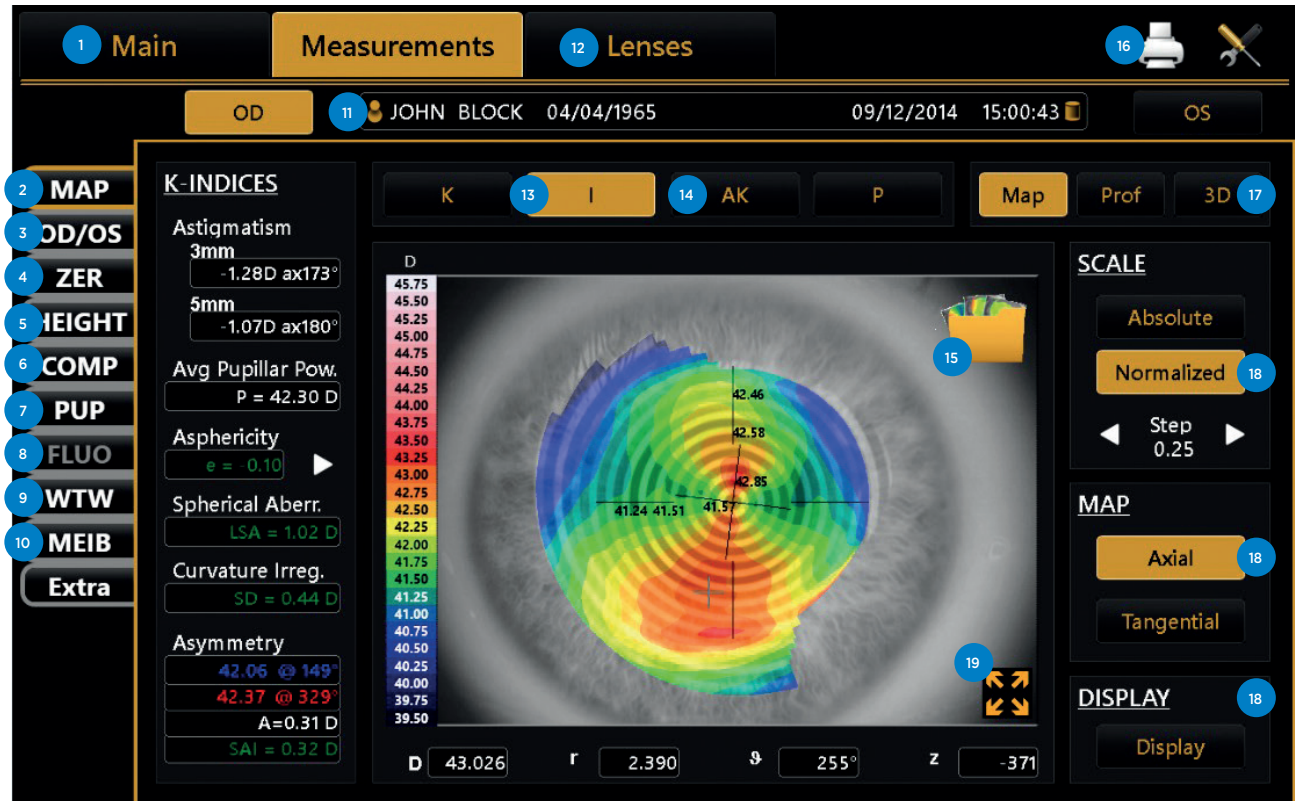 1 Main Measurements 12 Lenses 16
OD 11 JOHN BLOCK 04/04/1965 09/12/2014 15:00:43 OS
2 MAP
3 OD/OS
4 ZER
5 HEIGHT
6 COMP
7 PUP
8 FLUO
9 WTW
10 MEIB
Extra
K-INDICES
Astigmatism
3mm
-1.28D ax173°
5mm
-1.07D ax180°
Avg Pupillar Pow.
P = 42.30 D
Asphericity
e = -0.10
Spherical Aberr.
LSA = 1.02 D
Curvature Irreg.
SD = 0.44 D
Asymmetry
42.06 @ 149°
42.37 @ 329°
A=0.31 D
SAI = 0.32 D
K 13 I 14 AK P
Map Prof 3D 17
D
45.75
45.50
45.25
45.00
44.75
44.50
44.25
44.00
43.75
43.50
43.25
43.00
42.75
42.50
42.25
42.00
41.75
41.50
41.25
41.00
40.75
40.50
40.25
40.00
39.75
39.50
15
42.46
42.58
42.85
41.24 41.51 41.57
19
D 43.026 r 2.390 ϑ 255° z -371
SCALE
Absolute
Normalized 18
Step
0.25
MAP
Axial 18
Tangential
DISPLAY 18
Display